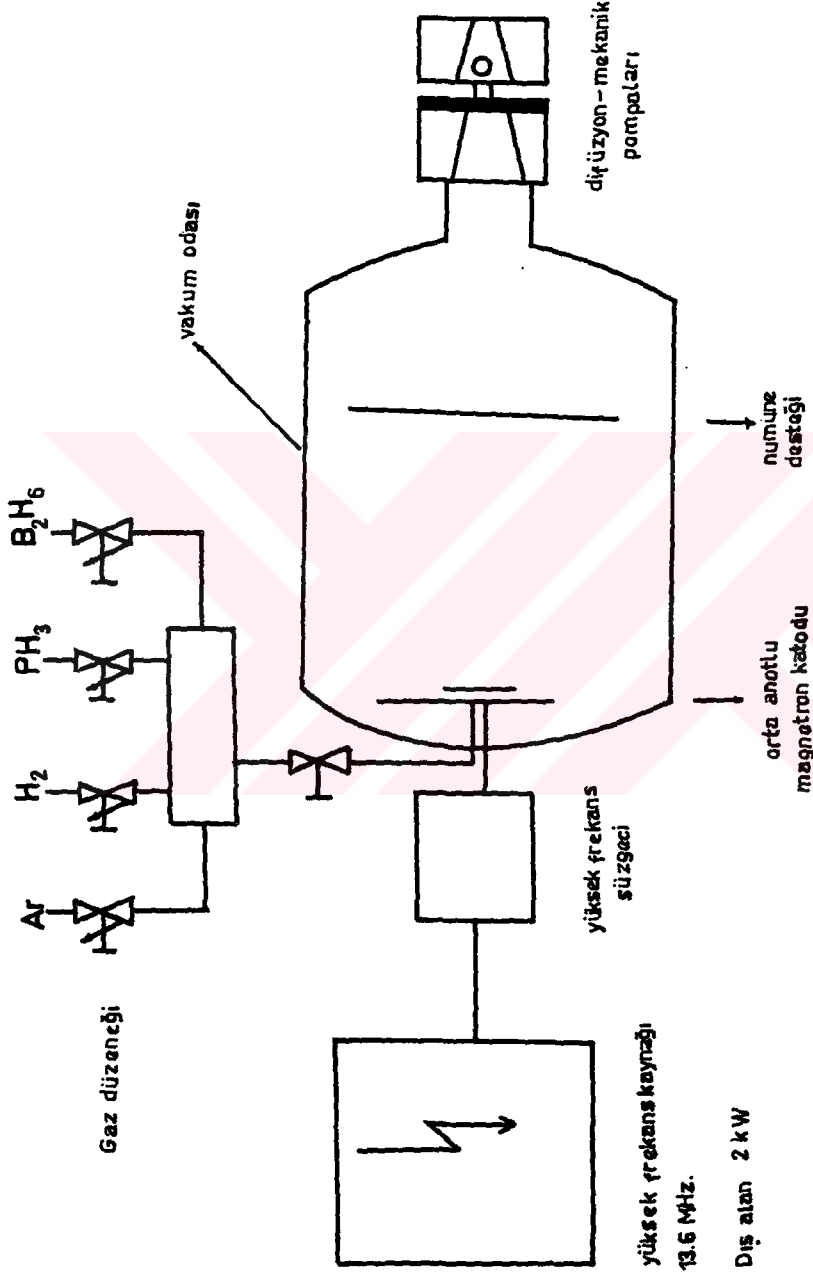 Gaz düzeneği
Ar
H₂
PH₃
B₂H₆
vakum odası
difüzyon-mekanik
pompaları
yüksek frekans kaynağı
13.6 MHz.
Dış alan 2 kW
yüksek frekans
süzgeci
orta anotlu
magnetron katodu
numune
desteği